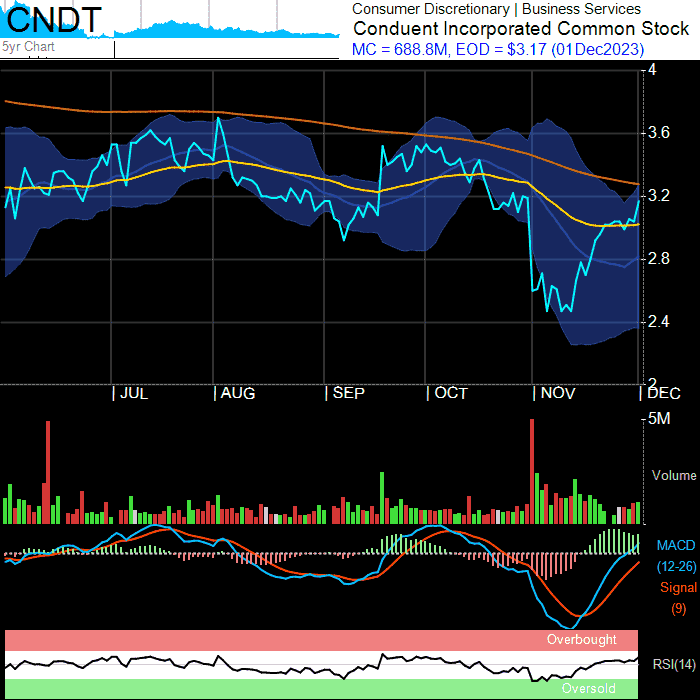 CNDT
Consumer Discretionary | Business Services
Conduent Incorporated Common Stock
5yr Chart
MC = 688.8M, EOD = $3.17 (01Dec2023)
4
3.6
3.2
2.8
2.4
2
JUL
AUG
SEP
OCT
NOV
DEC
5M
Volume
MACD
(12-26)
Signal
(9)
Overbought
RSI(14)
Oversold